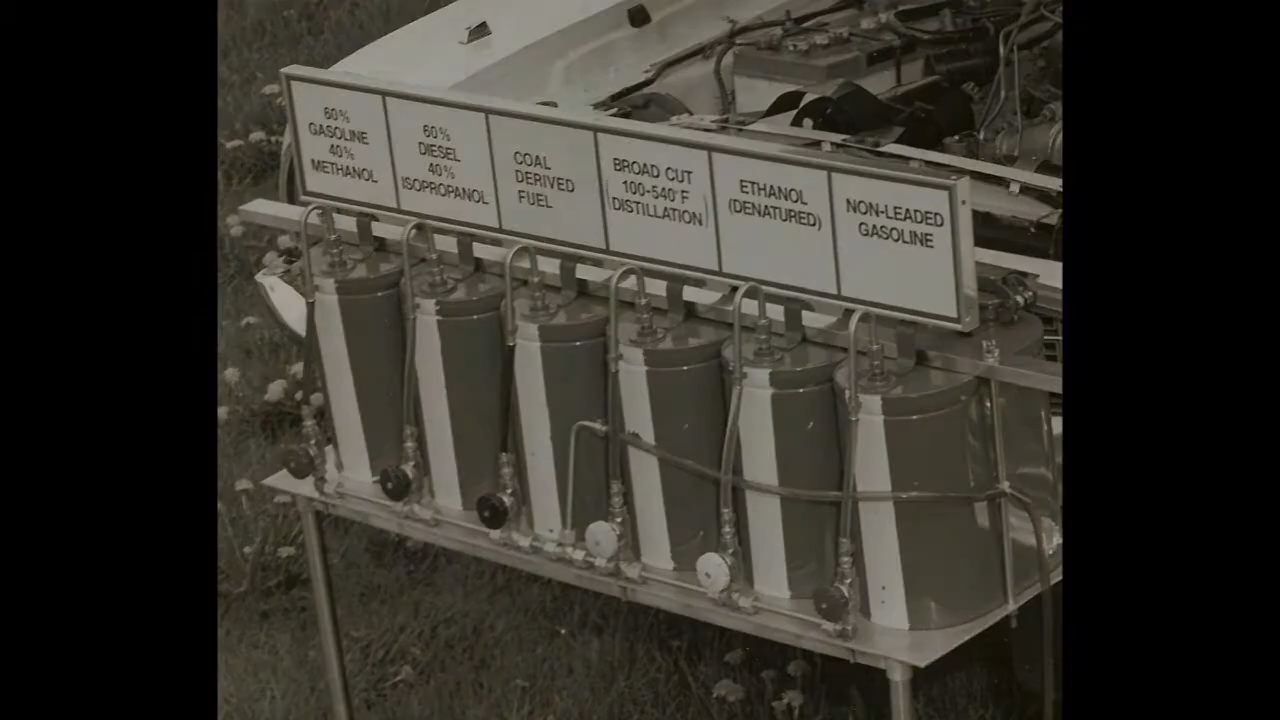 60%
GASOLINE
40%
METHANOL
60%
DIESEL
40%
ISOPROPANOL
COAL
DERIVED
FUEL
BROAD CUT
(100-540°F
DISTILLATION)
ETHANOL
(DENATURED)
NON-LEADED
GASOLINE